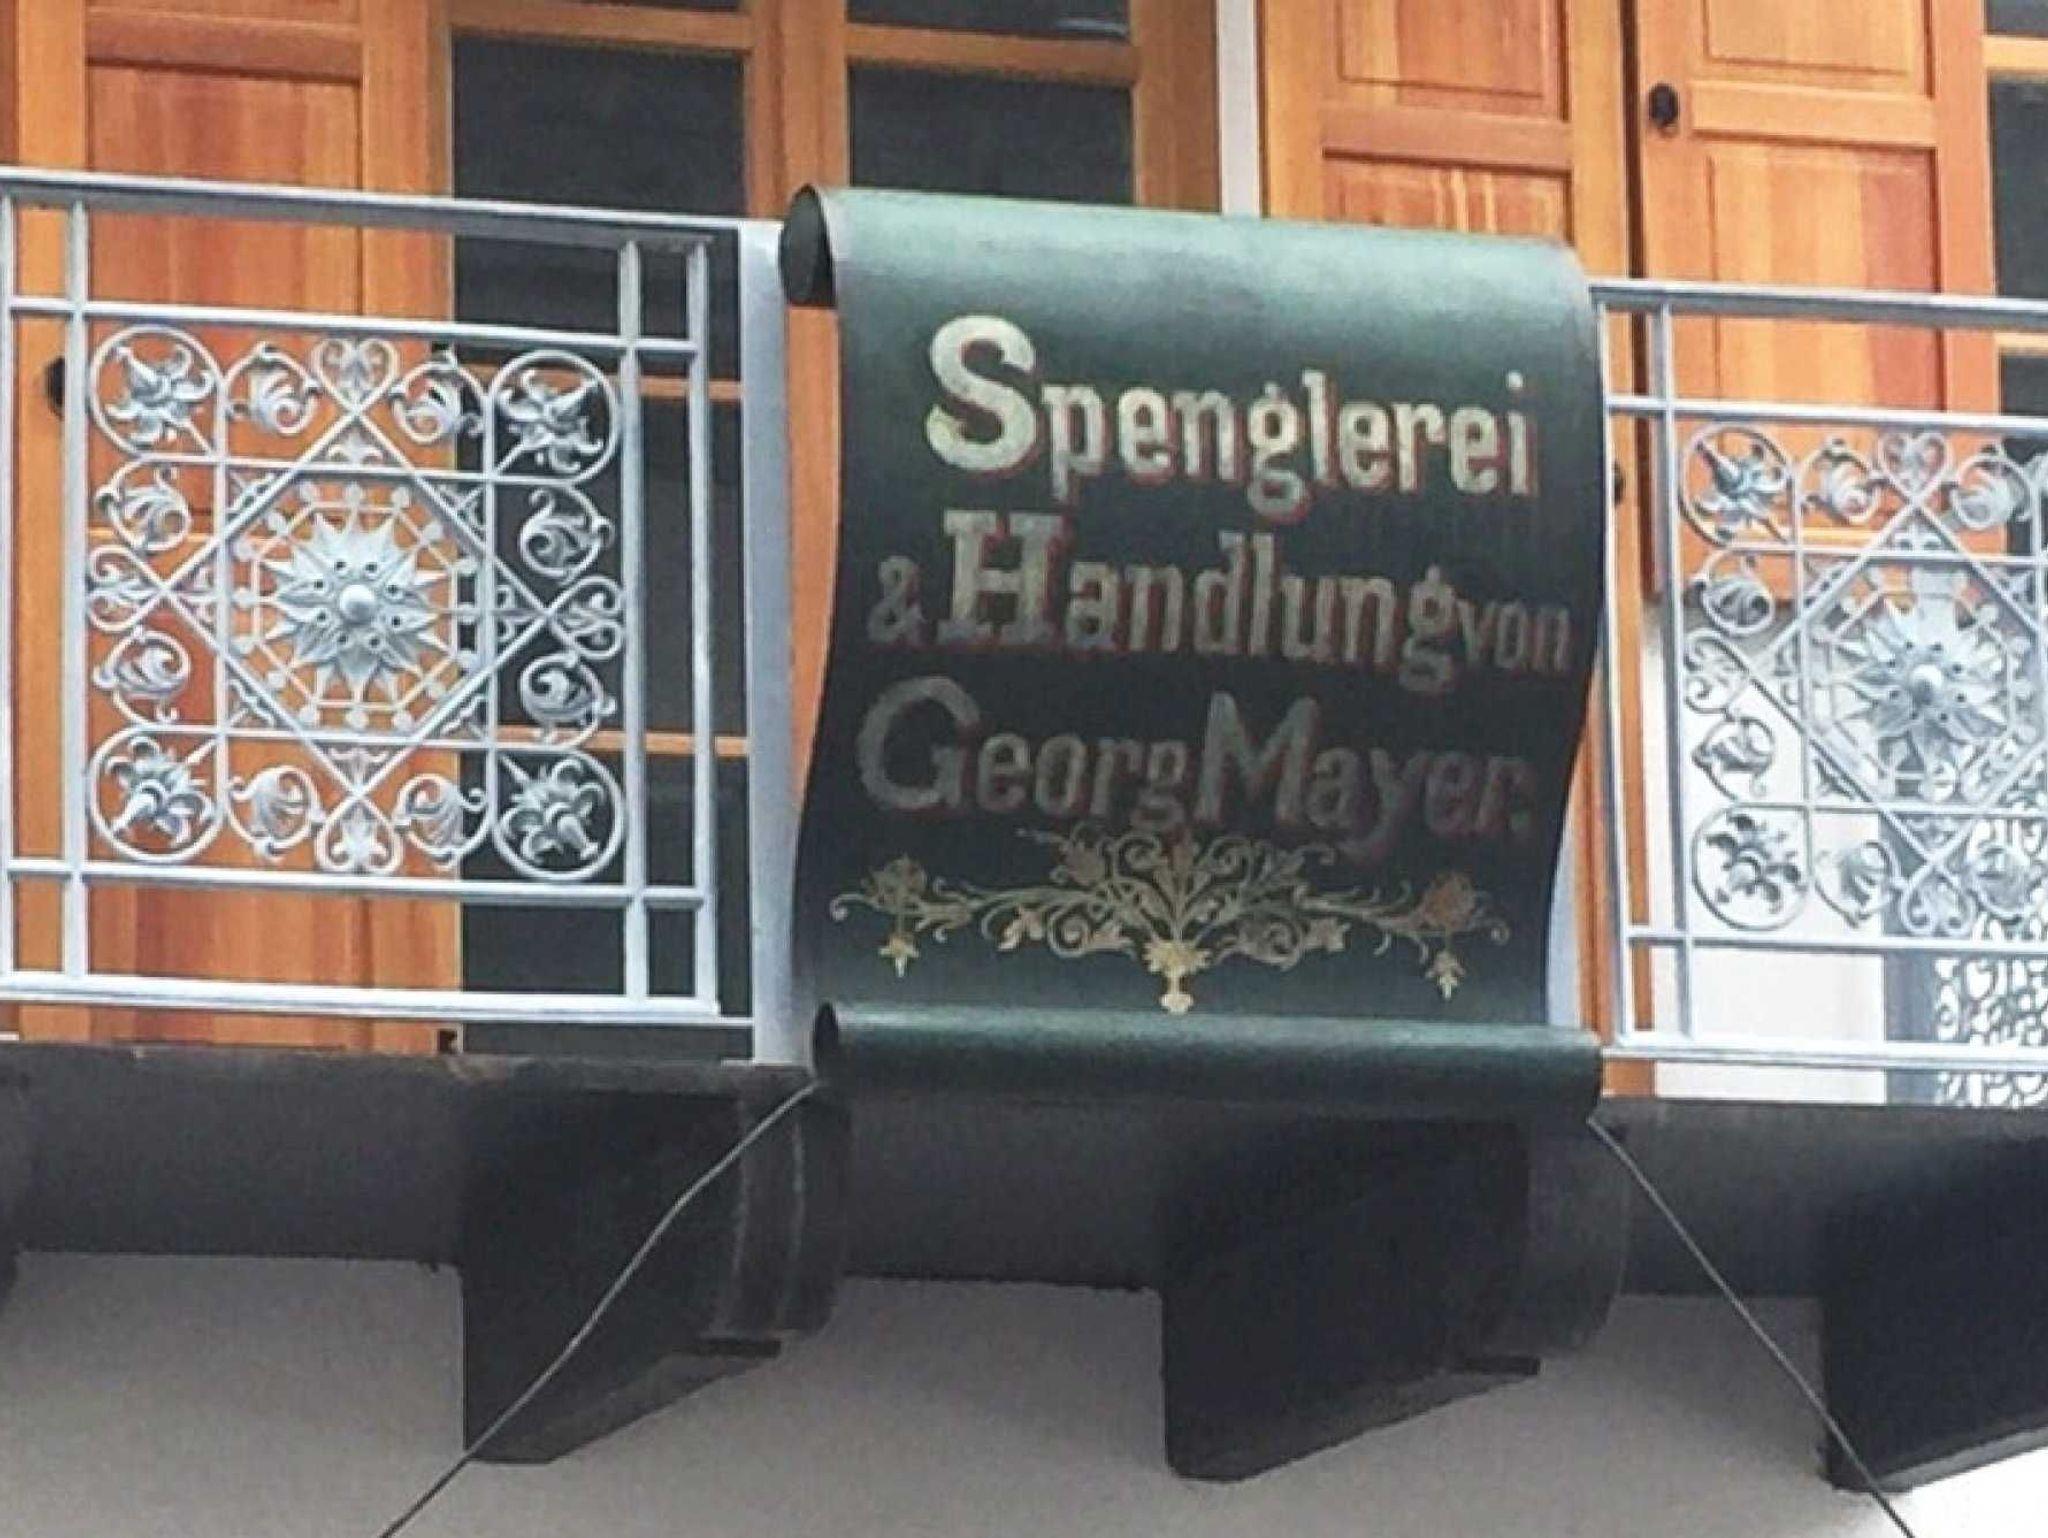 Spenglerei
& Handlung von
Georg Mayer.